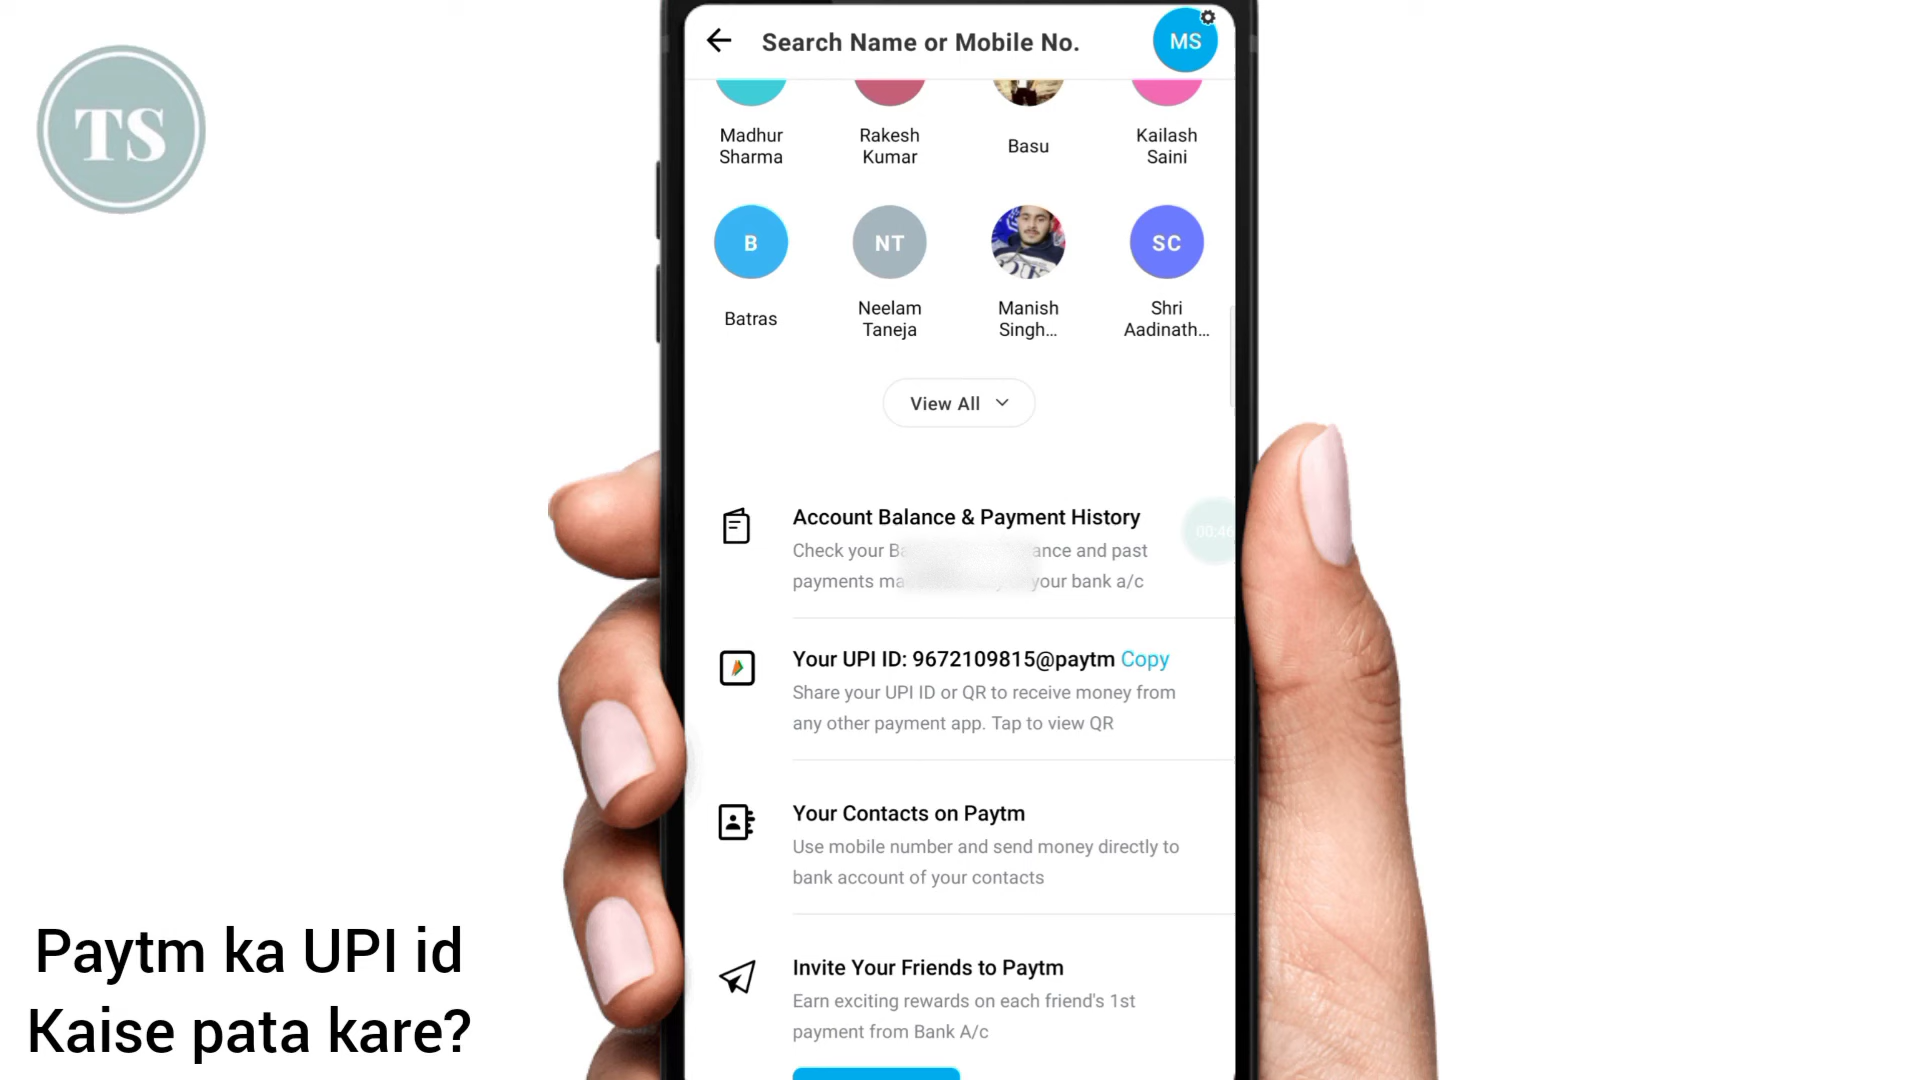 TS
Search Name or Mobile No.
MS
Madhur
Sharma
Rakesh
Kumar
Basu
Kailash
Saini
B
NT
SC
Batras
Neelam
Taneja
Manish
Singh...
Shri
Aadinath...
View All
Account Balance & Payment History
00:46
Check your Ba ance and past
payments ma your bank a/c
Your UPI ID: 9672109815@paytm Copy
Share your UPI ID or QR to receive money from
any other payment app. Tap to view QR
Your Contacts on Paytm
Use mobile number and send money directly to
bank account of your contacts
Invite Your Friends to Paytm
Earn exciting rewards on each friend's 1st
payment from Bank A/c
Paytm ka UPI id
Kaise pata kare?